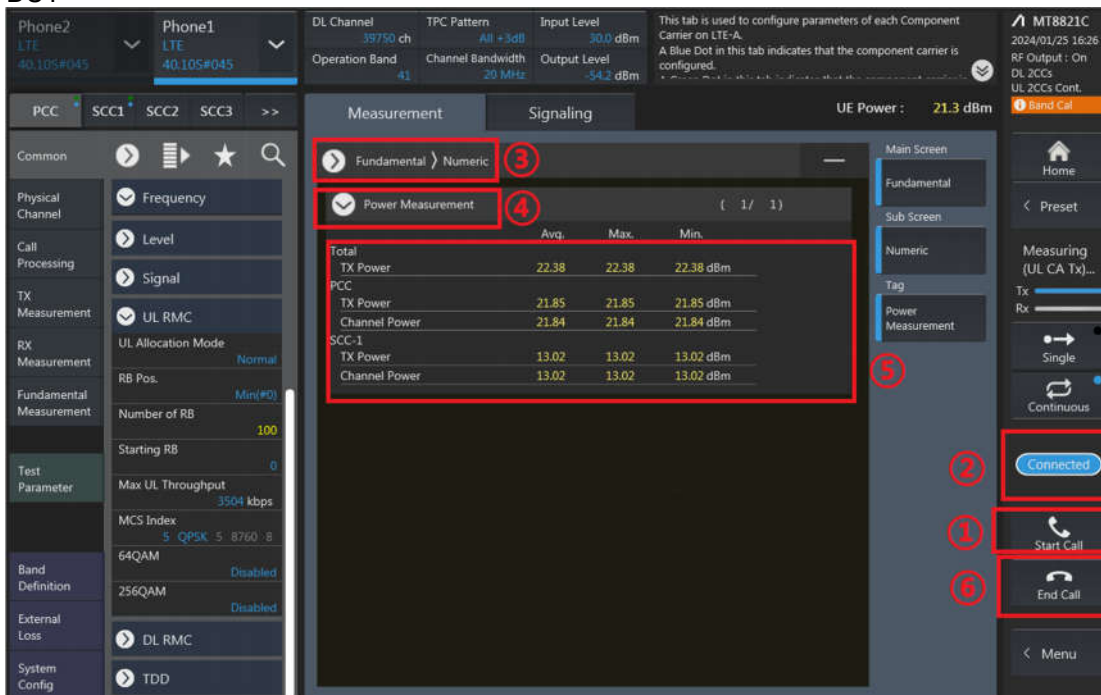 Phone2
LTE
40.10S#045
Phone1
LTE
40.10S#045
DL Channel
39750 ch
TPC Pattern
All +3dB
Input Level
30.0 dBm
Operation Band
41
Channel Bandwidth
20 MHz
Output Level
-54.2 dBm
This tab is used to configure parameters of each Component
Carrier on LTE-A.
A Blue Dot in this tab indicates that the component carrier is
configured.
MT8821C
2024/01/25 16:26
RF Output : On
DL 2CCs
UL 2CCs Cont.
Band Cal
PCC SCC1 SCC2 SCC3 >>
Measurement
Signaling
UE Power : 21.3 dBm
Common
Physical
Channel
Call
Processing
TX
Measurement
RX
Measurement
Fundamental
Measurement
Test
Parameter
Band
Definition
External
Loss
System
Config
Frequency
Level
Signal
UL RMC
UL Allocation Mode
Normal
RB Pos.
Min(#0)
Number of RB
100
Starting RB
0
Max UL Throughput
3504 kbps
MCS Index
5 QPSK 5 8760 8
64QAM
Disabled
256QAM
Disabled
DL RMC
TDD
Fundamental 》 Numeric
③
Power Measurement ( 1/ 1)
④
Avg. Max. Min.
Total
TX Power 22.38 22.38 22.38 dBm
PCC
TX Power 21.85 21.85 21.85 dBm
Channel Power 21.84 21.84 21.84 dBm
SCC-1
TX Power 13.02 13.02 13.02 dBm
Channel Power 13.02 13.02 13.02 dBm
⑤
Main Screen
Fundamental
Sub Screen
Numeric
Tag
Power
Measurement
Home
< Preset
Measuring
(UL CA Tx)...
Tx
Rx
Single
Continuous
②
Connected
①
Start Call
⑥
End Call
< Menu